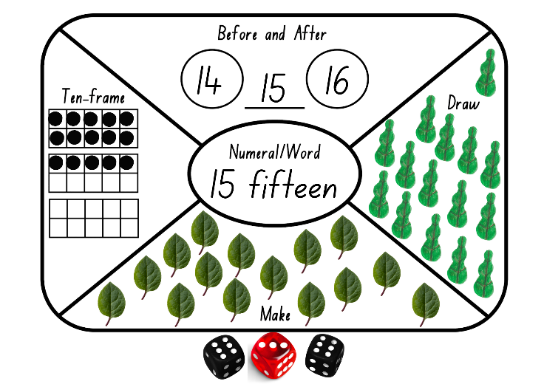 Before and After
14 15 16
Ten-frame
Draw
Numeral/Word
15 fifteen
Make